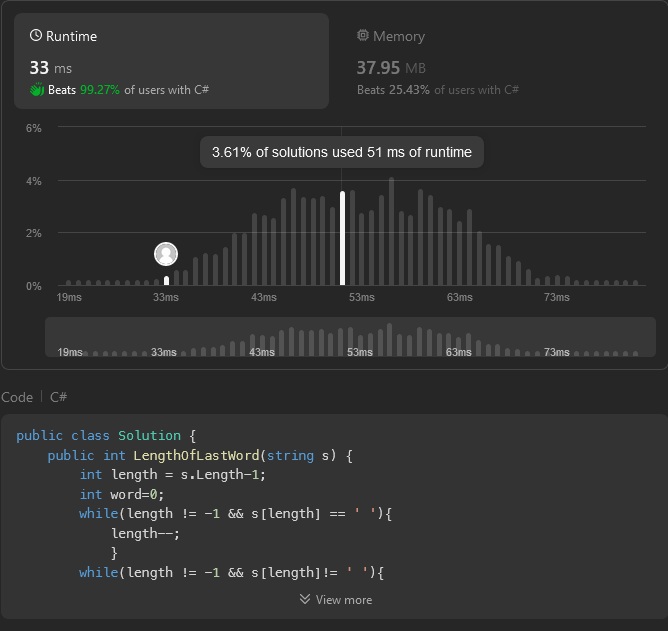 Runtime
Memory
33 ms
37.95 MB
Beats 99.27% of users with C#
Beats 25.43% of users with C#
6%
3.61% of solutions used 51 ms of runtime
4%
2%
0%
19ms 33ms 43ms 53ms 63ms 73ms
19ms 33ms 43ms 53ms 63ms 73ms
Code | C#
public class Solution {
    public int LengthOfLastWord(string s) {
        int length = s.Length-1;
        int word=0;
        while(length != -1 && s[length] == ' '){
            length--;
            }
        while(length != -1 && s[length]!= ' '){
View more